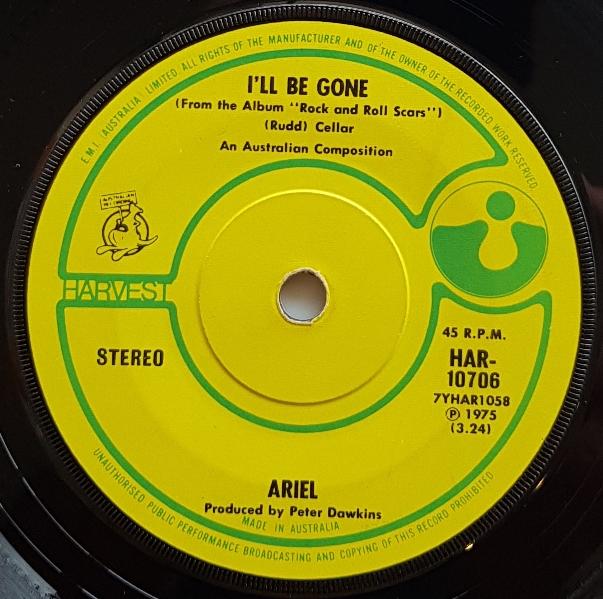 E.M.I. (AUSTRALIA) LIMITED. ALL RIGHTS OF THE MANUFACTURER AND OF THE OWNER OF THE RECORDED WORK RESERVED.
I'LL BE GONE
(From the Album "Rock and Roll Scars")
(Rudd) Cellar
An Australian Composition
HARVEST
STEREO
45 R.P.M.
HAR-
10706
7YHAR1058
Ⓟ 1975
(3.24)
ARIEL
Produced by Peter Dawkins
MADE IN AUSTRALIA
UNAUTHORISED PUBLIC PERFORMANCE BROADCASTING AND COPYING OF THIS RECORD PROHIBITED